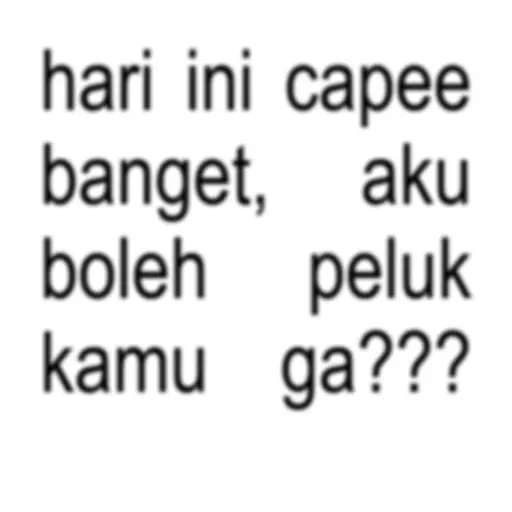 hari ini capee
banget, aku
boleh peluk
kamu ga???